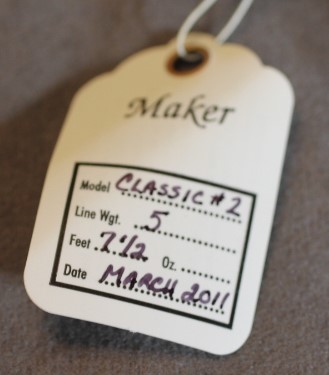 Maker
Model CLASSIC #2
Line Wgt. 5
Feet 7 1/2 Oz.
Date MARCH 2011